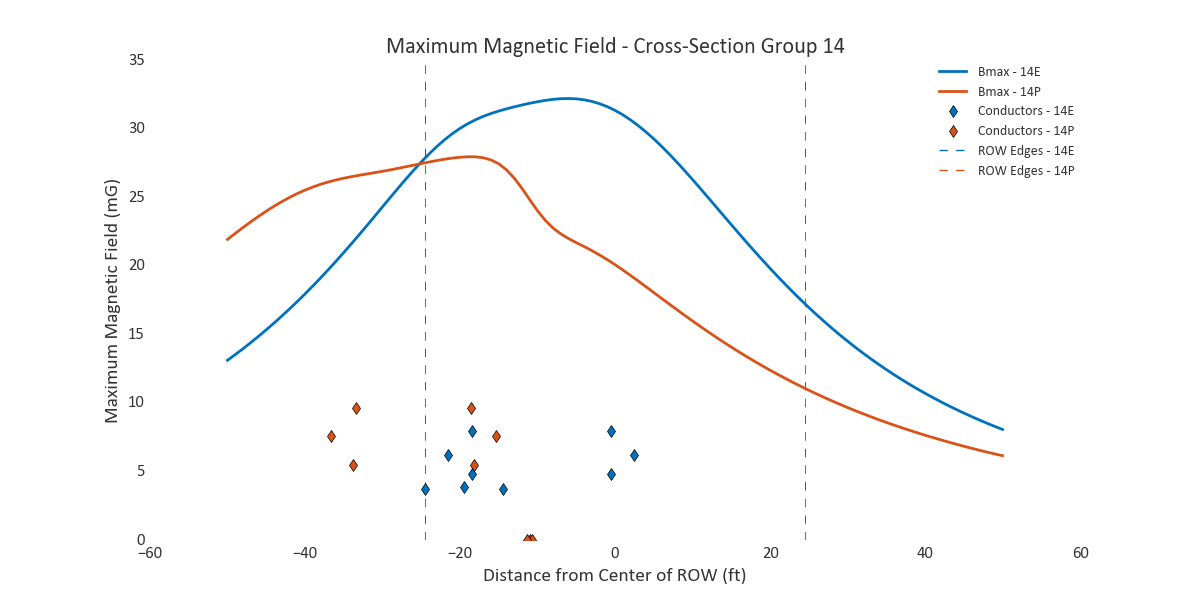 Maximum Magnetic Field - Cross-Section Group 14
Bmax - 14E
Bmax - 14P
Conductors - 14E
Conductors - 14P
ROW Edges - 14E
ROW Edges - 14P
Maximum Magnetic Field (mG)
35
30
25
20
15
10
5
0
−60
−40
−20
0
20
40
60
Distance from Center of ROW (ft)